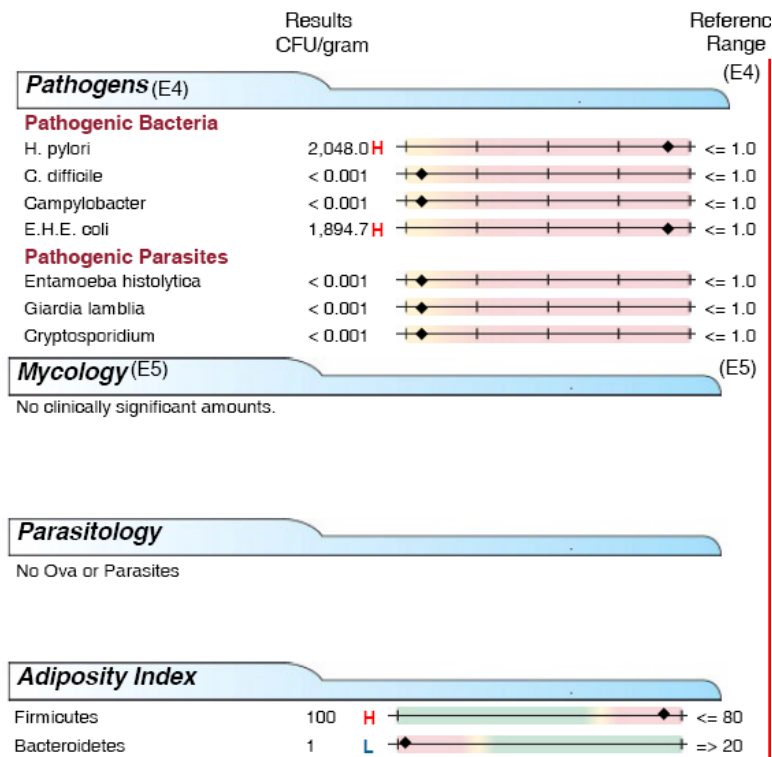 Results Referenc
CFU/gram Range
Pathogens (E4) (E4)
Pathogenic Bacteria
H. pylori 2,048.0 H <= 1.0
C. difficile < 0.001 <= 1.0
Campylobacter < 0.001 <= 1.0
E.H.E. coli 1,894.7 H <= 1.0
Pathogenic Parasites
Entamoeba histolytica < 0.001 <= 1.0
Giardia lamblia < 0.001 <= 1.0
Cryptosporidium < 0.001 <= 1.0
Mycology (E5) (E5)
No clinically significant amounts.
Parasitology
No Ova or Parasites
Adiposity Index
Firmicutes 100 H <= 80
Bacteroidetes 1 L => 20